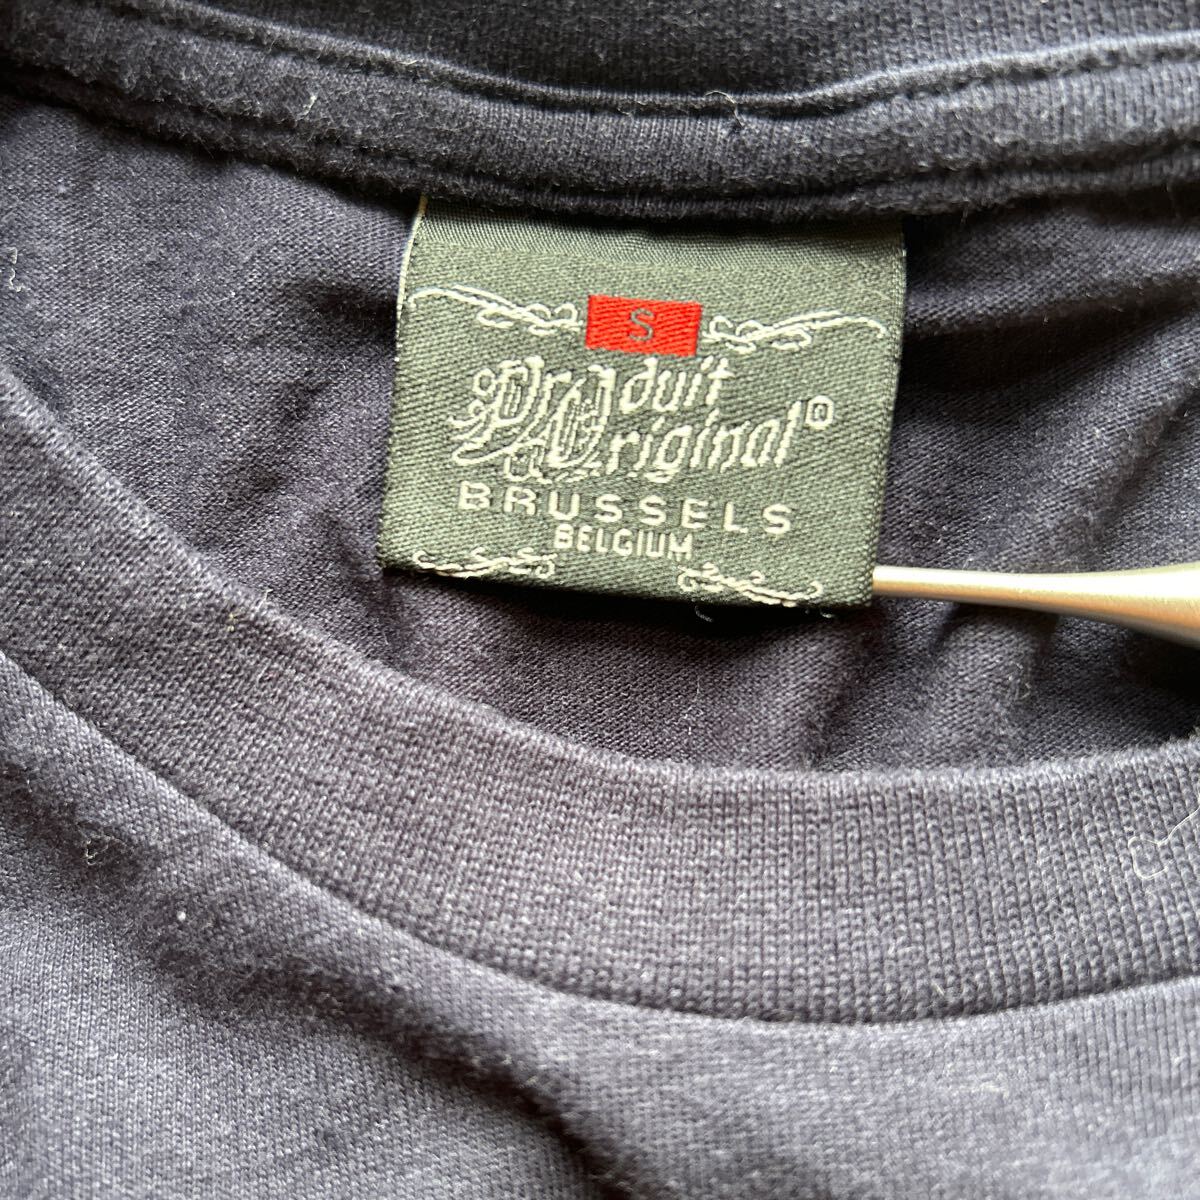 S
Produit
Original®
BRUSSELS
BELGIUM